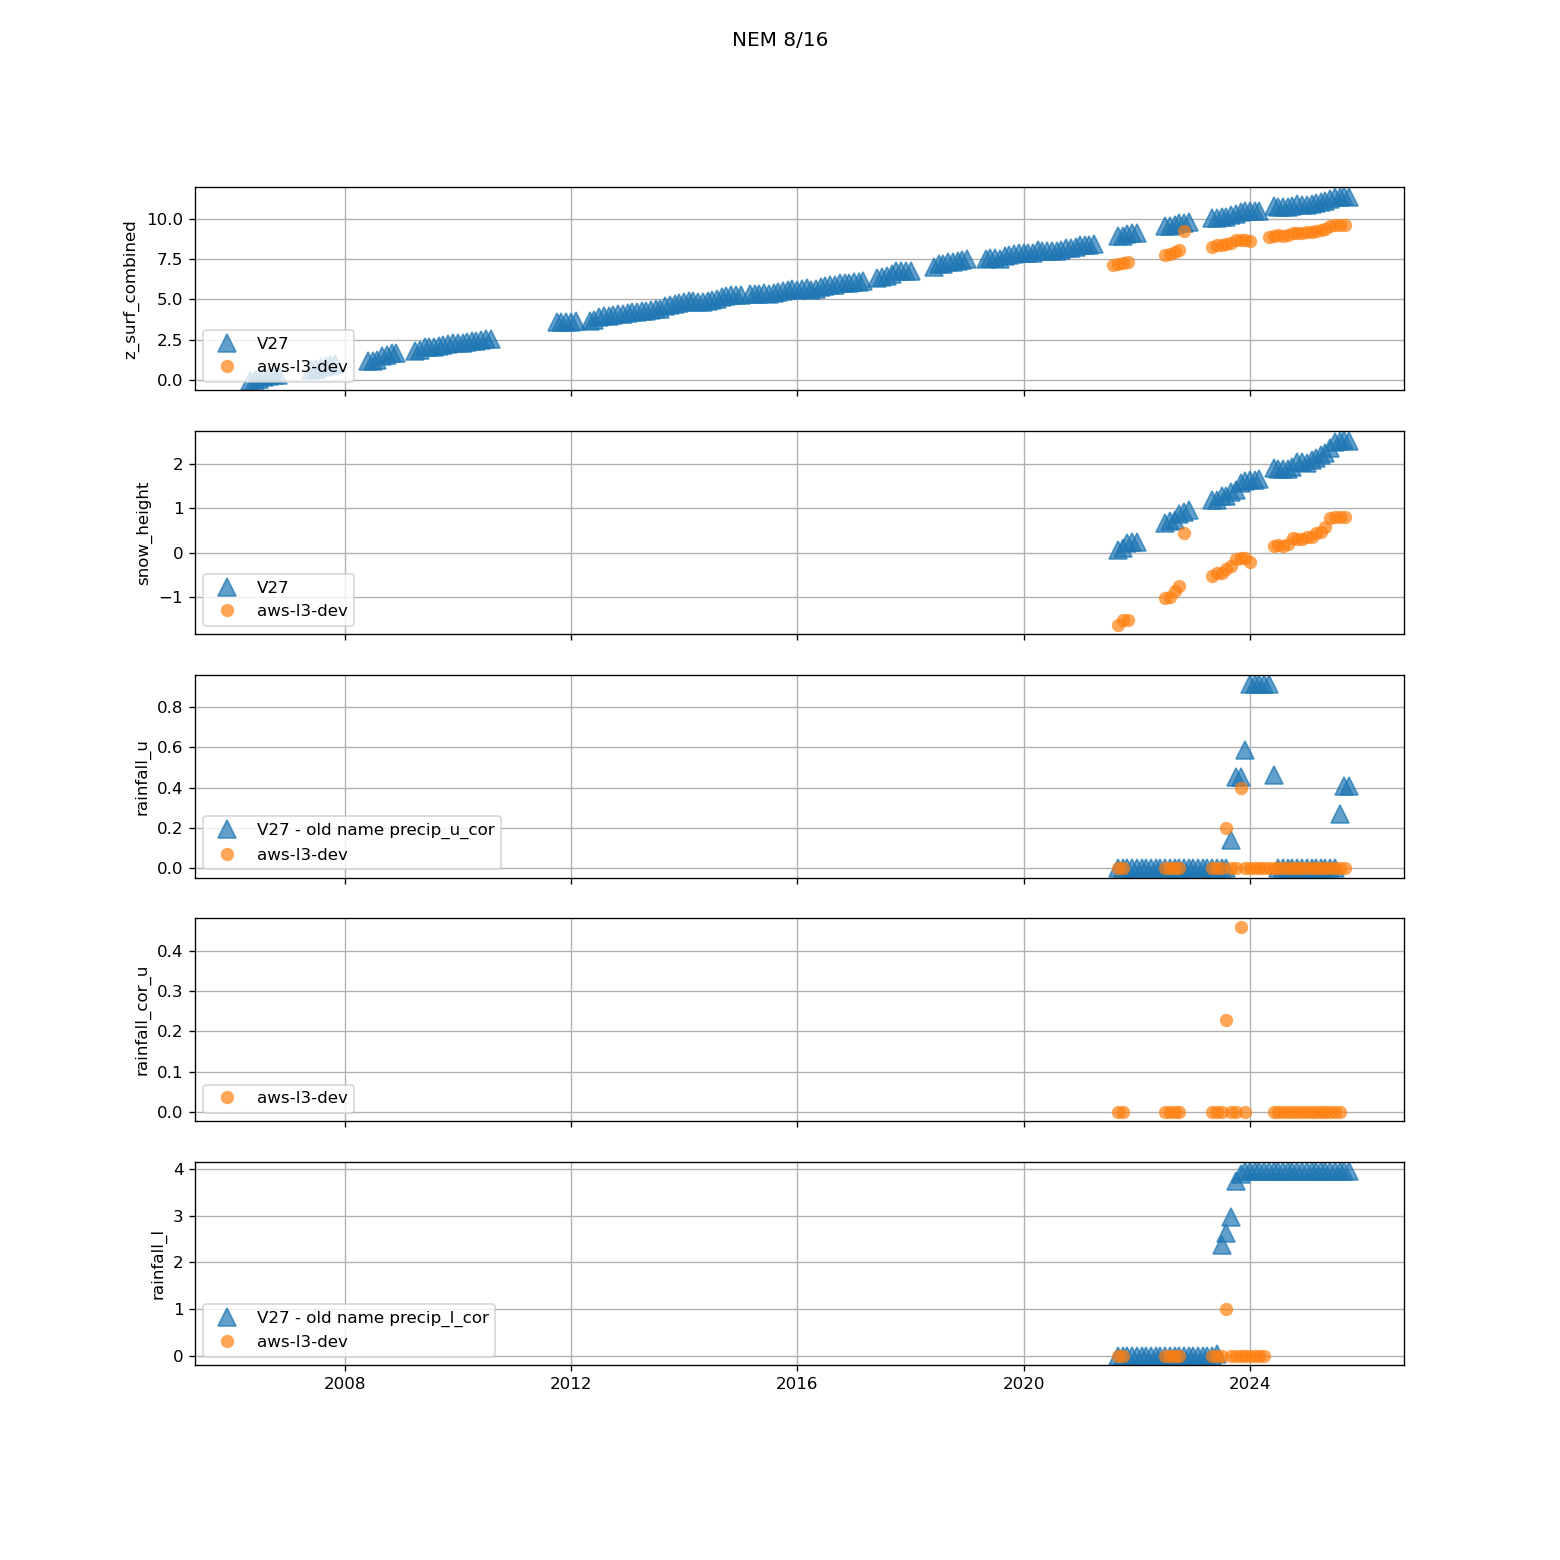 NEM 8/16
z_surf_combined
10.0
7.5
5.0
2.5
0.0
V27
aws-l3-dev
snow_height
2
1
0
−1
V27
aws-l3-dev
rainfall_u
0.8
0.6
0.4
0.2
0.0
V27 - old name precip_u_cor
aws-l3-dev
rainfall_cor_u
0.4
0.3
0.2
0.1
0.0
aws-l3-dev
rainfall_l
4
3
2
1
0
V27 - old name precip_l_cor
aws-l3-dev
2008 2012 2016 2020 2024